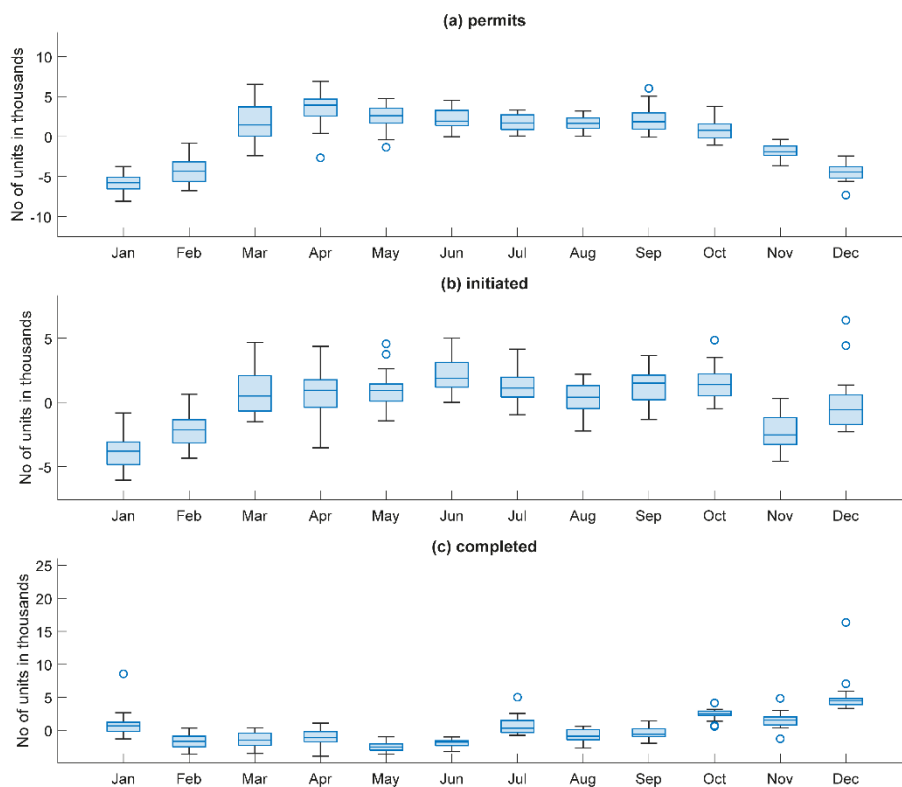 (a) permits
No of units in thousands
10
5
0
-5
-10
Jan Feb Mar Apr May Jun Jul Aug Sep Oct Nov Dec
(b) initiated
No of units in thousands
5
0
-5
Jan Feb Mar Apr May Jun Jul Aug Sep Oct Nov Dec
(c) completed
No of units in thousands
25
20
15
10
5
0
Jan Feb Mar Apr May Jun Jul Aug Sep Oct Nov Dec